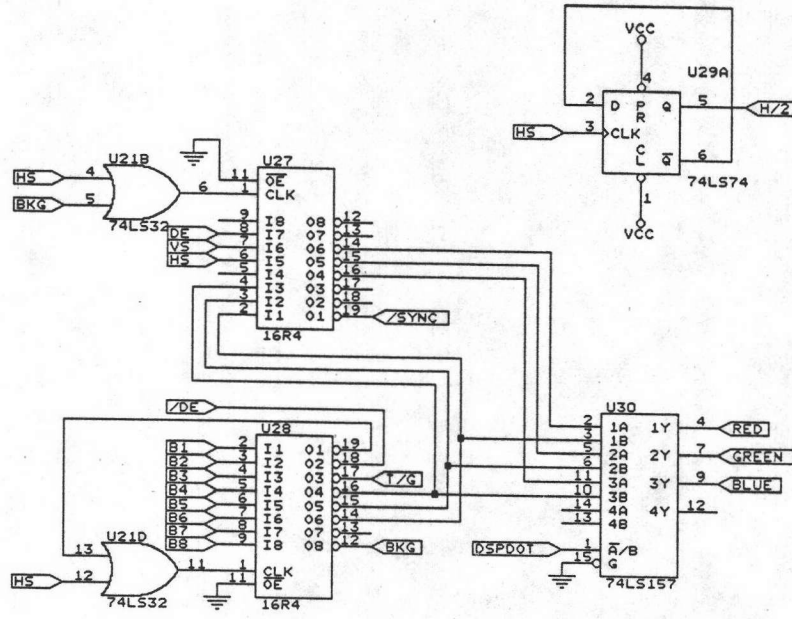 VCC
4
U29A
2 D PR Q 5 H/2
HS 3 CLK
CL Q 6
74LS74
1
VCC
U21B
HS 4
6
BKG 5
74LS32
U27
11 OE
1 CLK
9 I8 O8 12
DE 8 I7 O7 13
VS 7 I6 O6 14
HS 6 I5 O5 15
5 I4 O4 16
4 I3 O3 17
3 I2 O2 18
2 I1 O1 19 /SYNC
16R4
/DE
U28
B1 2 I1 O1 19
B2 3 I2 O2 18
B3 4 I3 O3 17 T/G
B4 5 I4 O4 16
B5 6 I5 O5 15
B6 7 I6 O6 14
B7 8 I7 O7 13
B8 9 I8 O8 12 BKG
1 CLK
11 OE
16R4
U21D
13
11
HS 12
74LS32
U30
2 1A 1Y 4 RED
3 1B
5 2A 2Y 7 GREEN
6 2B
11 3A 3Y 9 BLUE
10 3B
14 4A 4Y 12
13 4B
DSPDOT 1 A/B
15 G
74LS157